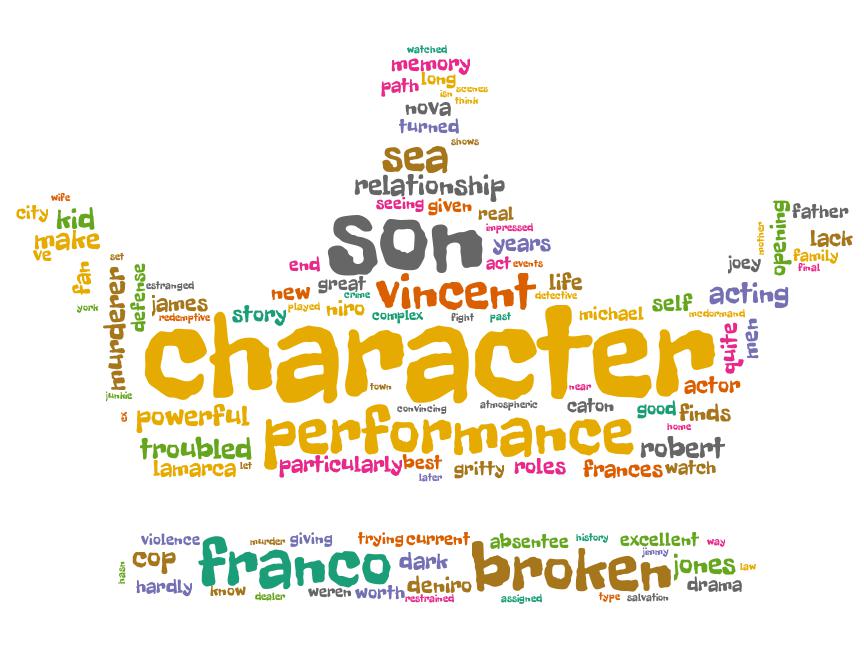 watched
memory
path long
isn scenes
nova think
turned
shows
sea
relationship
wife
seeing given real
city kid
impressed
son years
make
ve
end act events
opening father
mother lack
family
final
joey
fan set
murderer defense
estranged
new great crime vincent detective life
acting
york james
redemptive
story played niro complex fight past michael self mcdormand
quite men
character
town near
junkie
actor
ex powerful convincing atmospheric caton good finds
performance home
troubled robert
lamarca let particularly best gritty roles frances watch
later
violence murder giving trying current absentee history excellent way
hasn cop franco dark broken jimmy jones law
hardly know weren worth deniro drama
dealer restrained assigned type salvation